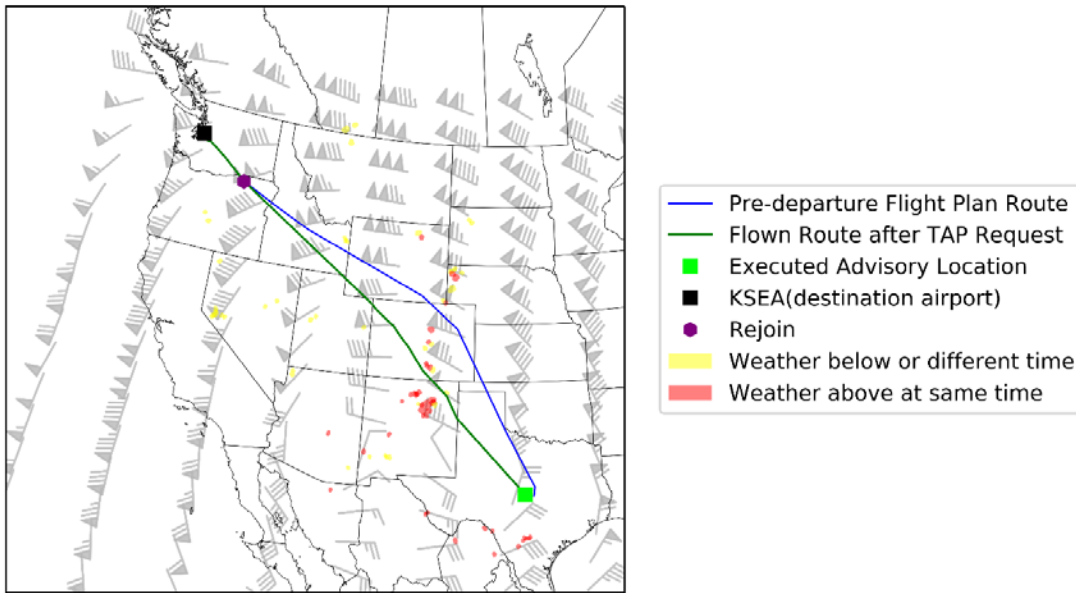 Pre-departure Flight Plan Route
Flown Route after TAP Request
Executed Advisory Location
KSEA(destination airport)
Rejoin
Weather below or different time
Weather above at same time